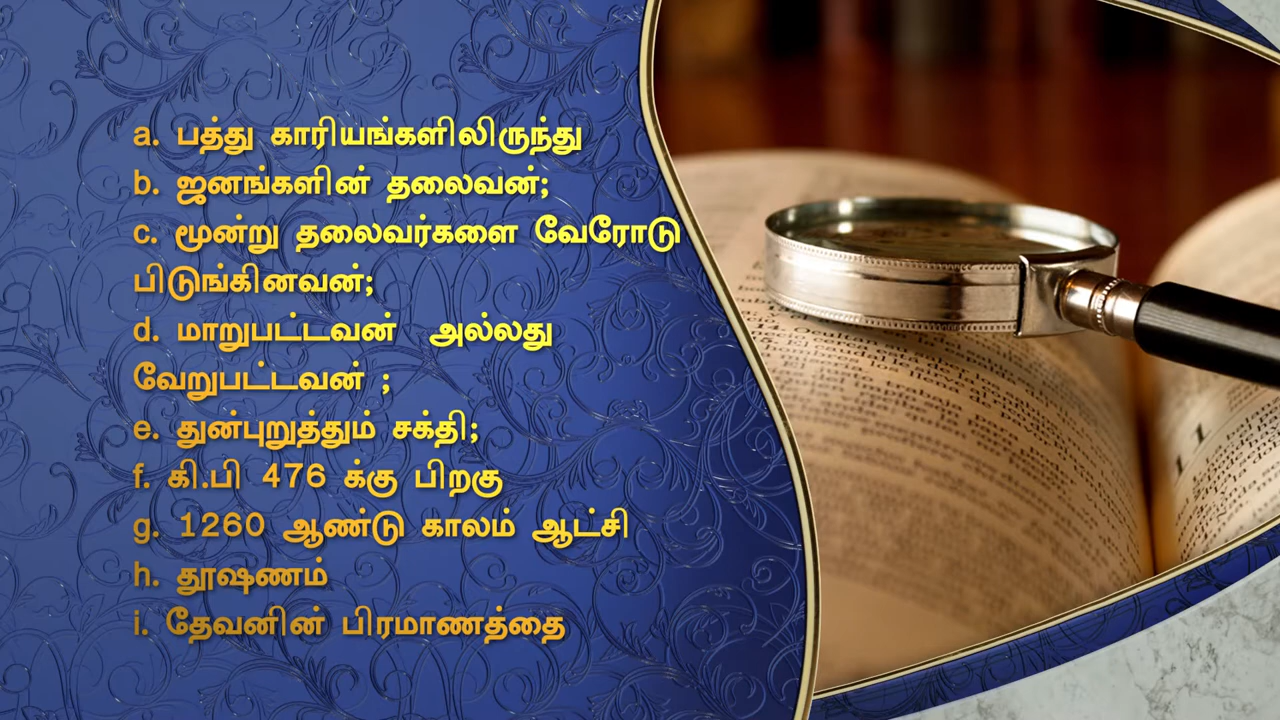 a. பத்து காரியங்களிலிருந்து
b. ஜனங்களின் தலைவன்;
c. மூன்று தலைவர்களை வேரோடு
பிடுங்கினவன்;
d. மாறுபட்டவன் அல்லது
வேறுபட்டவன் ;
e. துன்புறுத்தும் சக்தி;
f. கி.பி 476 க்கு பிறகு
g. 1260 ஆண்டு காலம் ஆட்சி
h. தூஷணம்
i. தேவனின் பிரமாணத்தை